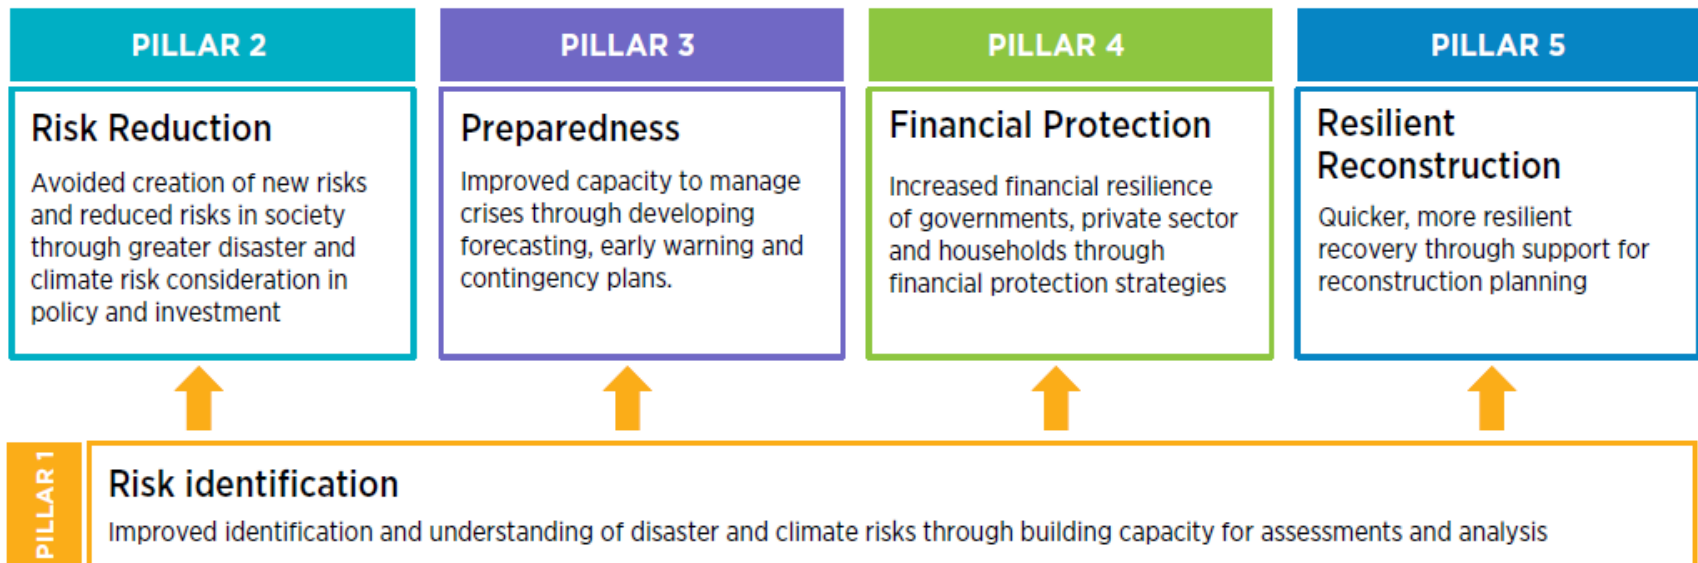 PILLAR 2
Risk Reduction
Avoided creation of new risks
and reduced risks in society
through greater disaster and
climate risk consideration in
policy and investment
PILLAR 3
Preparedness
Improved capacity to manage
crises through developing
forecasting, early warning and
contingency plans.
PILLAR 4
Financial Protection
Increased financial resilience
of governments, private sector
and households through
financial protection strategies
PILLAR 5
Resilient
Reconstruction
Quicker, more resilient
recovery through support for
reconstruction planning
PILLAR 1
Risk identification
Improved identification and understanding of disaster and climate risks through building capacity for assessments and analysis